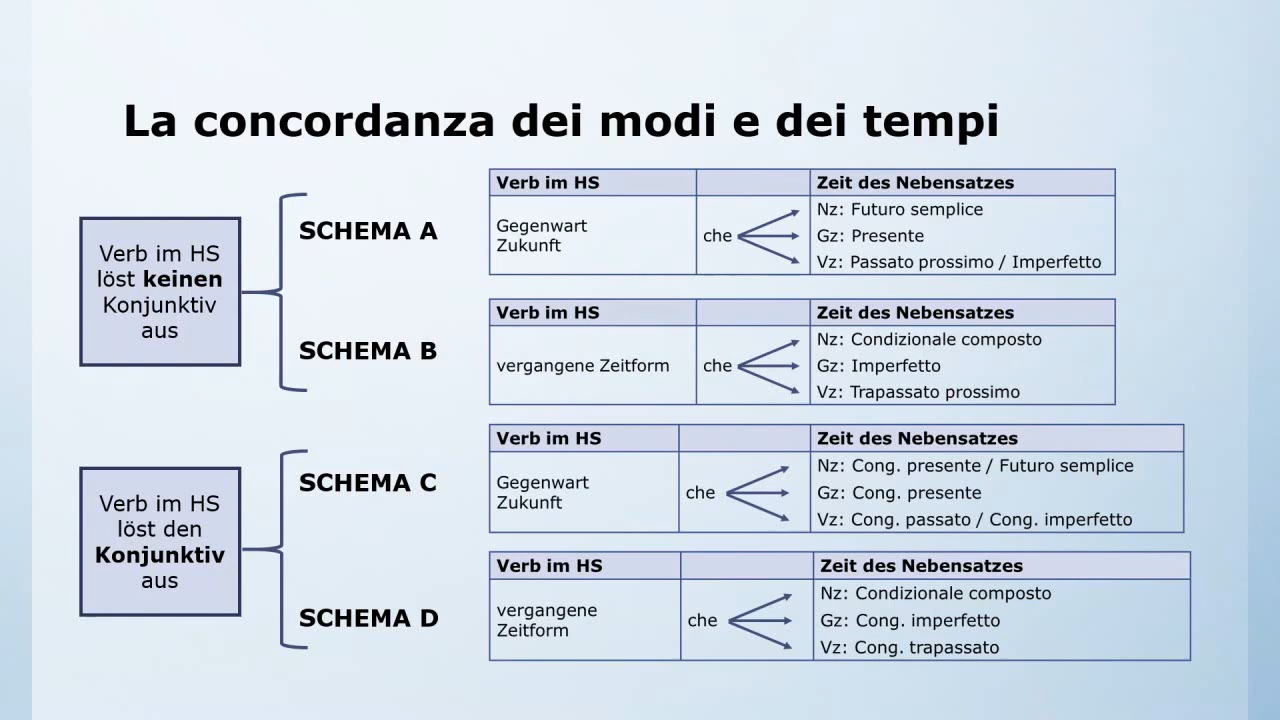 La concordanza dei modi e dei tempi
Verb im HS
löst keinen
Konjunktiv
aus
SCHEMA A
Verb im HS
Zeit des Nebensatzes
Gegenwart
Zukunft
che
Nz: Futuro semplice
Gz: Presente
Vz: Passato prossimo / Imperfetto
SCHEMA B
Verb im HS
Zeit des Nebensatzes
vergangene Zeitform
che
Nz: Condizionale composto
Gz: Imperfetto
Vz: Trapassato prossimo
Verb im HS
löst den
Konjunktiv
aus
SCHEMA C
Verb im HS
Zeit des Nebensatzes
Gegenwart
Zukunft
che
Nz: Cong. presente / Futuro semplice
Gz: Cong. presente
Vz: Cong. passato / Cong. imperfetto
SCHEMA D
Verb im HS
Zeit des Nebensatzes
vergangene
Zeitform
che
Nz: Condizionale composto
Gz: Cong. imperfetto
Vz: Cong. trapassato